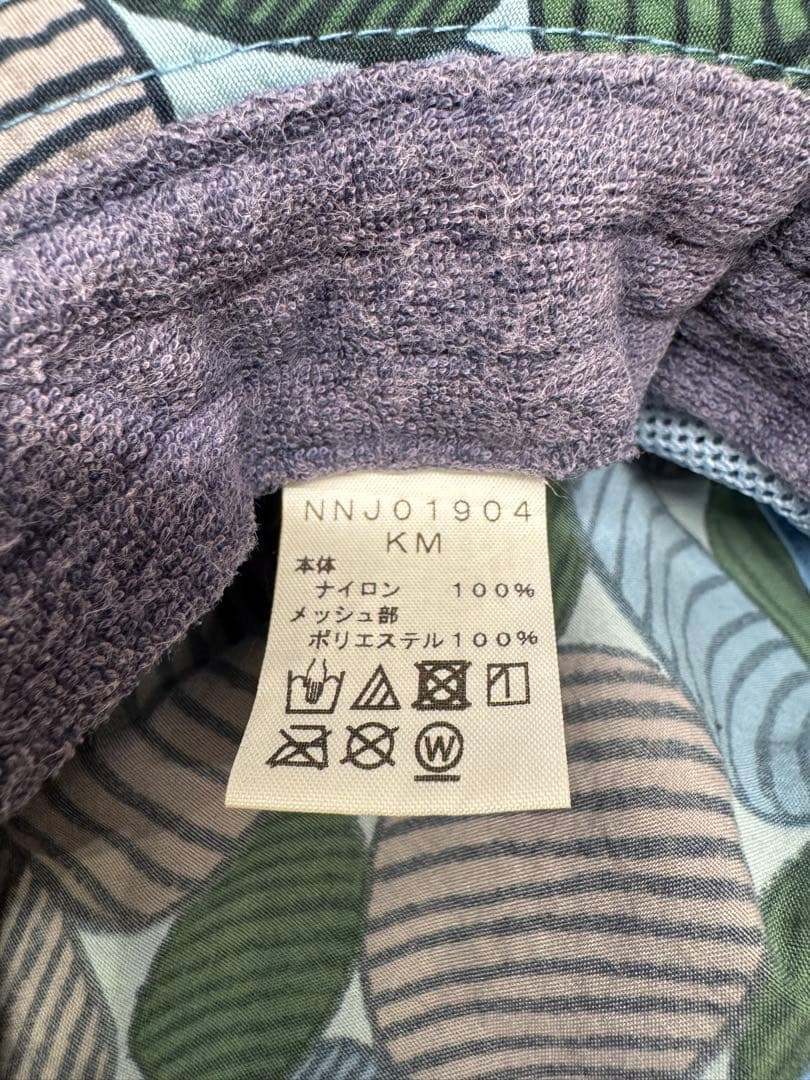 NNJ01904
KM
本体
ナイロン 100%
メッシュ部
ポリエステル100%
W